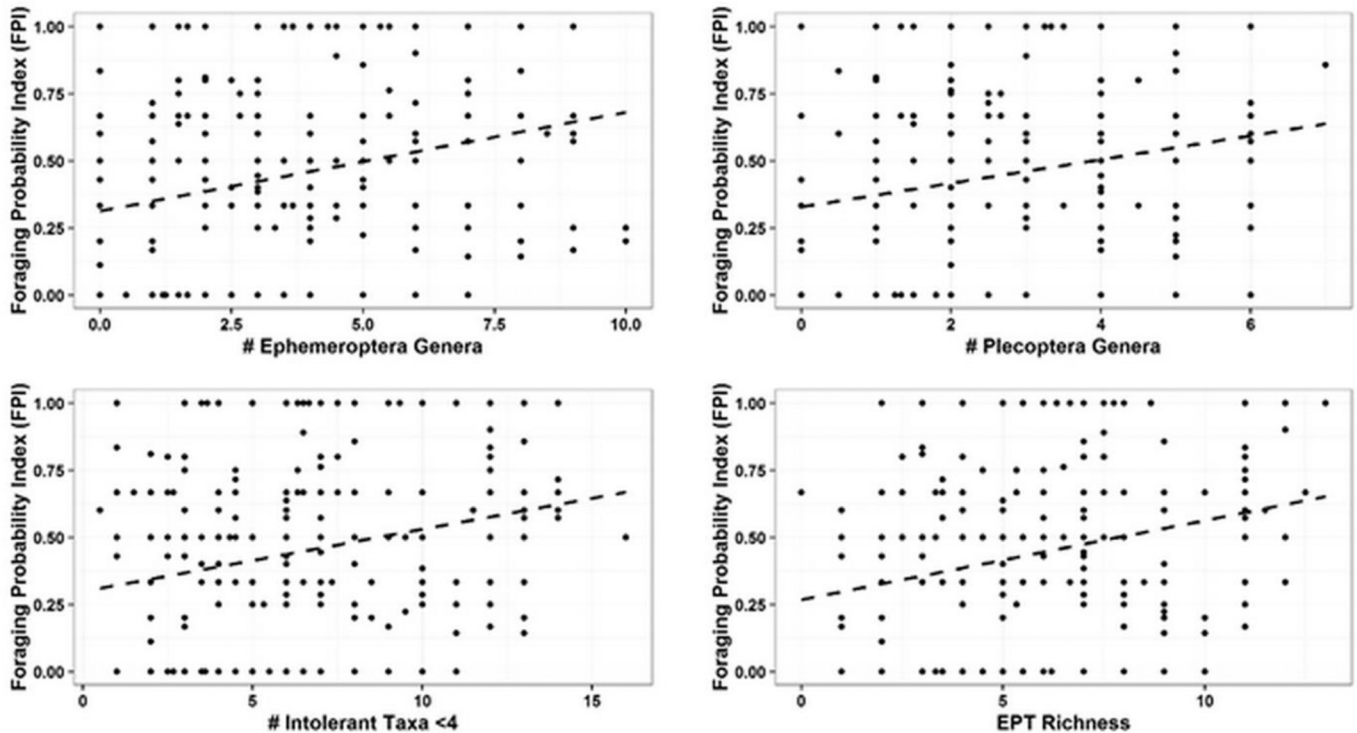 Foraging Probability Index (FPI)
1.00
0.75
0.50
0.25
0.00
0.0 2.5 5.0 7.5 10.0
# Ephemeroptera Genera
Foraging Probability Index (FPI)
1.00
0.75
0.50
0.25
0.00
0 2 4 6
# Plecoptera Genera
Foraging Probability Index (FPI)
1.00
0.75
0.50
0.25
0.00
0 5 10 15
# Intolerant Taxa <4
Foraging Probability Index (FPI)
1.00
0.75
0.50
0.25
0.00
0 5 10
EPT Richness